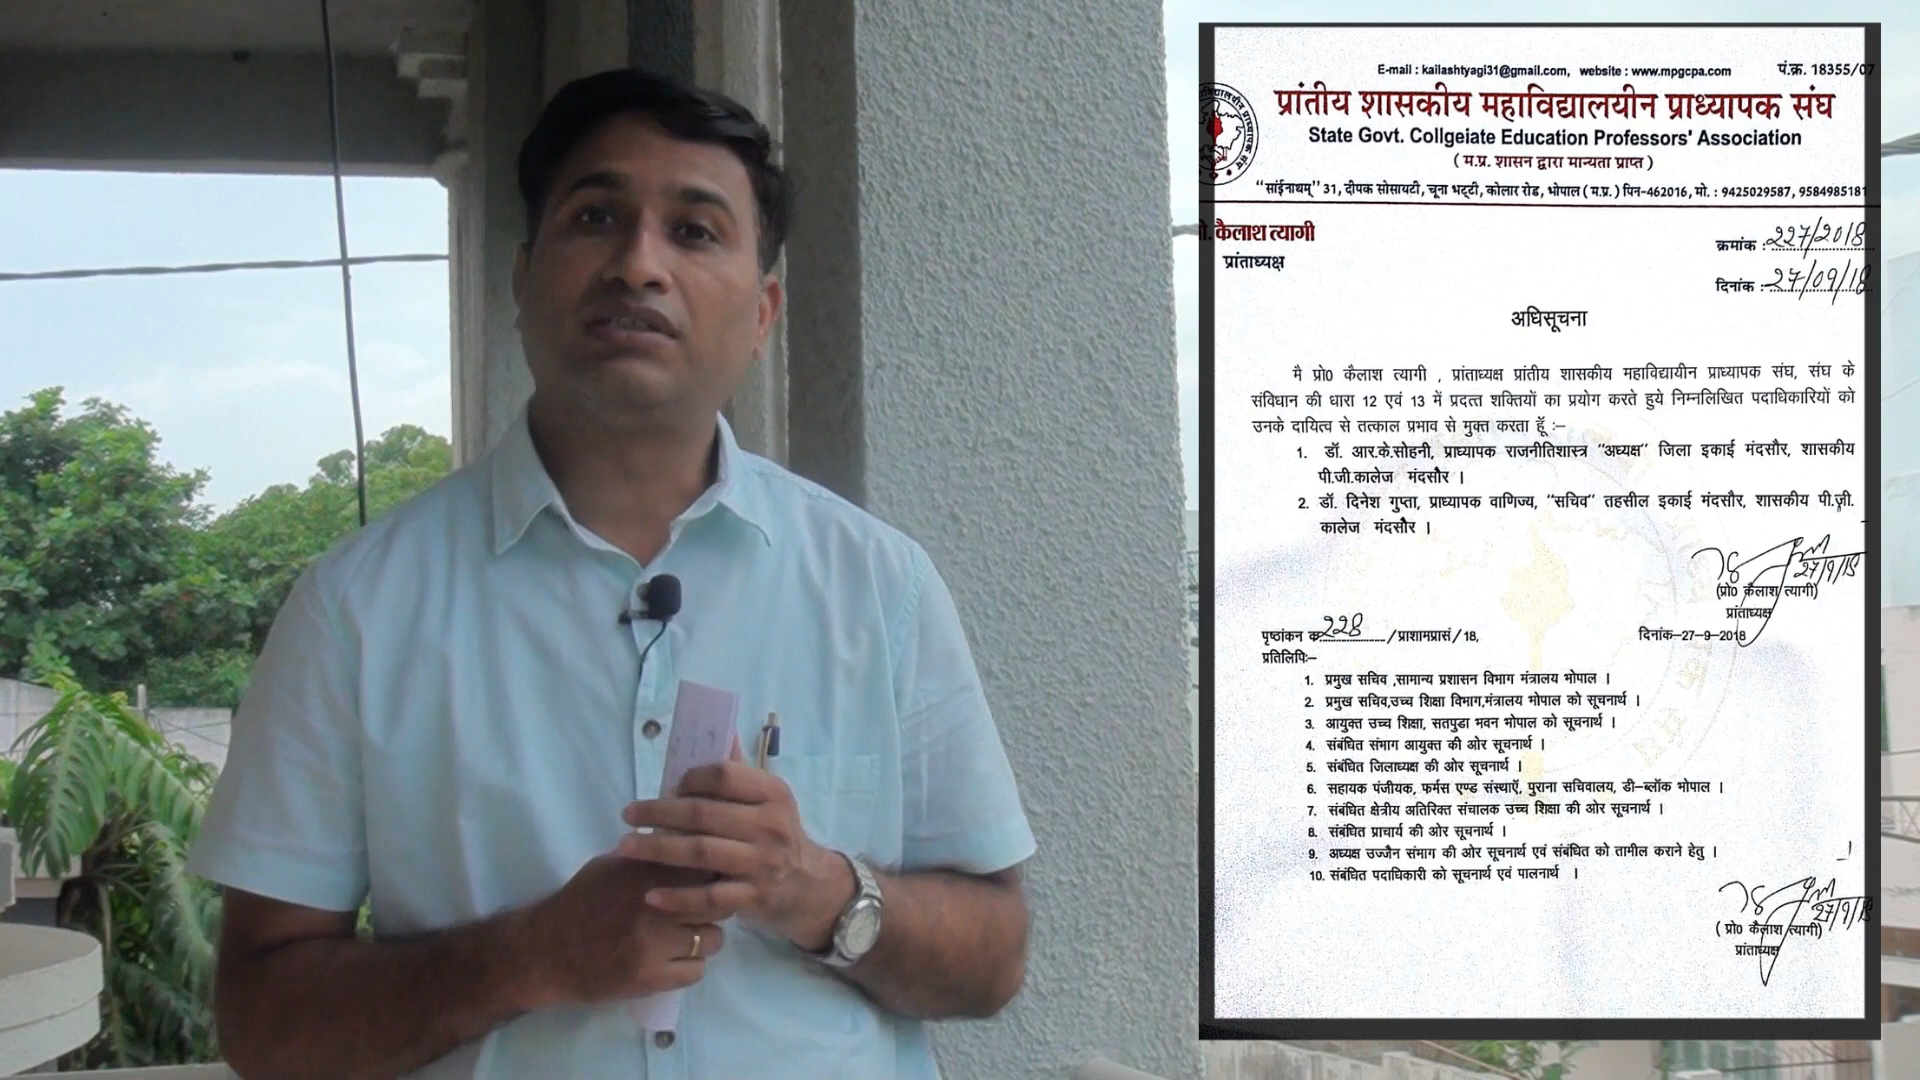 E-mail : kailashtyagi31@gmail.com, website : www.mpgcpa.com पं.क्र. 18355/07
प्रांतीय शासकीय महाविद्यालयीन प्राध्यापक संघ
State Govt. Collgeiate Education Professors' Association
( म.प्र. शासन द्वारा मान्यता प्राप्त )
"सांईनाथम्" 31, दीपक सोसायटी, चूना भट्टी, कोलार रोड, भोपाल ( म.प्र. ) पिन-462016, मो. : 9425029587, 9584985181
कैलाश त्यागी
प्रांताध्यक्ष
क्रमांक : 227/2018
दिनांक : 27/09/18
अधिसूचना
मै प्रो0 कैलाश त्यागी , प्रांताध्यक्ष प्रांतीय शासकीय महाविद्यायीन प्राध्यापक संघ, संघ के
संविधान की धारा 12 एवं 13 में प्रदत्त शक्तियों का प्रयोग करते हुये निम्नलिखित पदाधिकारियों को
उनके दायित्व से तत्काल प्रभाव से मुक्त करता हूँ :–
1. डॉ. आर.के.सोहनी, प्राध्यापक राजनीतिशास्त्र "अध्यक्ष" जिला इकाई मंदसौर, शासकीय
पी.जी.कालेज मंदसौर ।
2. डॉ. दिनेश गुप्ता, प्राध्यापक वाणिज्य, "सचिव" तहसील इकाई मंदसौर, शासकीय पी.जी.
कालेज मंदसौर ।
27/9/18
(प्रो0 कैलाश त्यागी)
प्रांताध्यक्ष
पृष्ठांकन क 228 /प्राशामप्रासं/18, दिनांक–27-9-2018
प्रतिलिपिः–
1. प्रमुख सचिव ,सामान्य प्रशासन विभाग मंत्रालय भोपाल ।
2. प्रमुख सचिव,उच्च शिक्षा विभाग,मंत्रालय भोपाल को सूचनार्थ ।
3. आयुक्त उच्च शिक्षा, सतपुडा भवन भोपाल को सूचनार्थ ।
4. संबंधित संभाग आयुक्त की ओर सूचनार्थ ।
5. संबंधित जिलाध्यक्ष की ओर सूचनार्थ ।
6. सहायक पंजीयक, फर्मस एण्ड संस्थाऍ, पुराना सचिवालय, डी–ब्लॉक भोपाल ।
7. संबंधित क्षेत्रीय अतिरिक्त संचालक उच्च शिक्षा की ओर सूचनार्थ ।
8. संबंधित प्राचार्य की ओर सूचनार्थ ।
9. अध्यक्ष उज्जैन संभाग की ओर सूचनार्थ एवं संबंधित को तामील कराने हेतु ।
10. संबंधित पदाधिकारी को सूचनार्थ एवं पालनार्थ ।
27/9/18
( प्रो0 कैलाश त्यागी)
प्रांताध्यक्ष